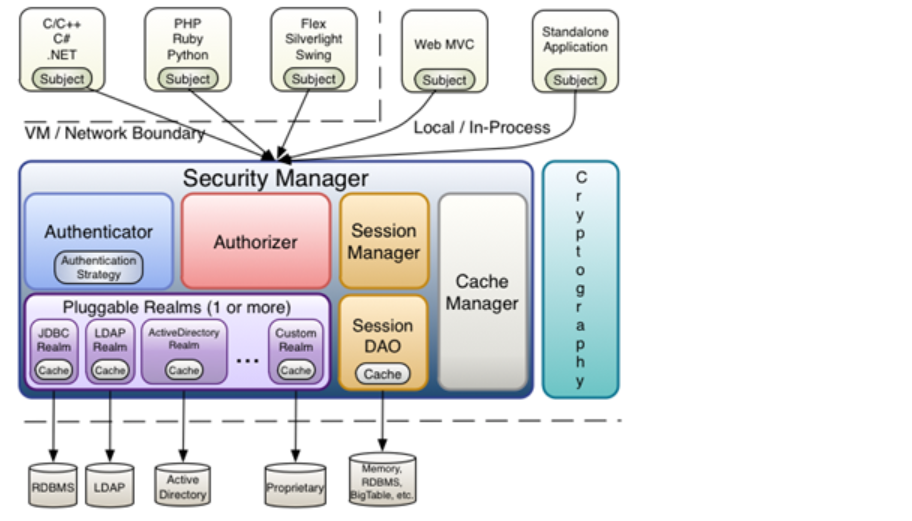 C/C++
C#
.NET
Subject
PHP
Ruby
Python
Subject
Flex
Silverlight
Swing
Subject
Web MVC
Subject
Standalone
Application
Subject
VM / Network Boundary
Local / In-Process
Security Manager
Authenticator
Authentication
Strategy
Authorizer
Session
Manager
Cache
Manager
Cryptography
Pluggable Realms (1 or more)
JDBC
Realm
Cache
LDAP
Realm
Cache
ActiveDirectory
Realm
Cache
...
Custom
Realm
Cache
Session
DAO
Cache
RDBMS
LDAP
Active
Directory
Proprietary
Memory,
RDBMS,
BigTable, etc.